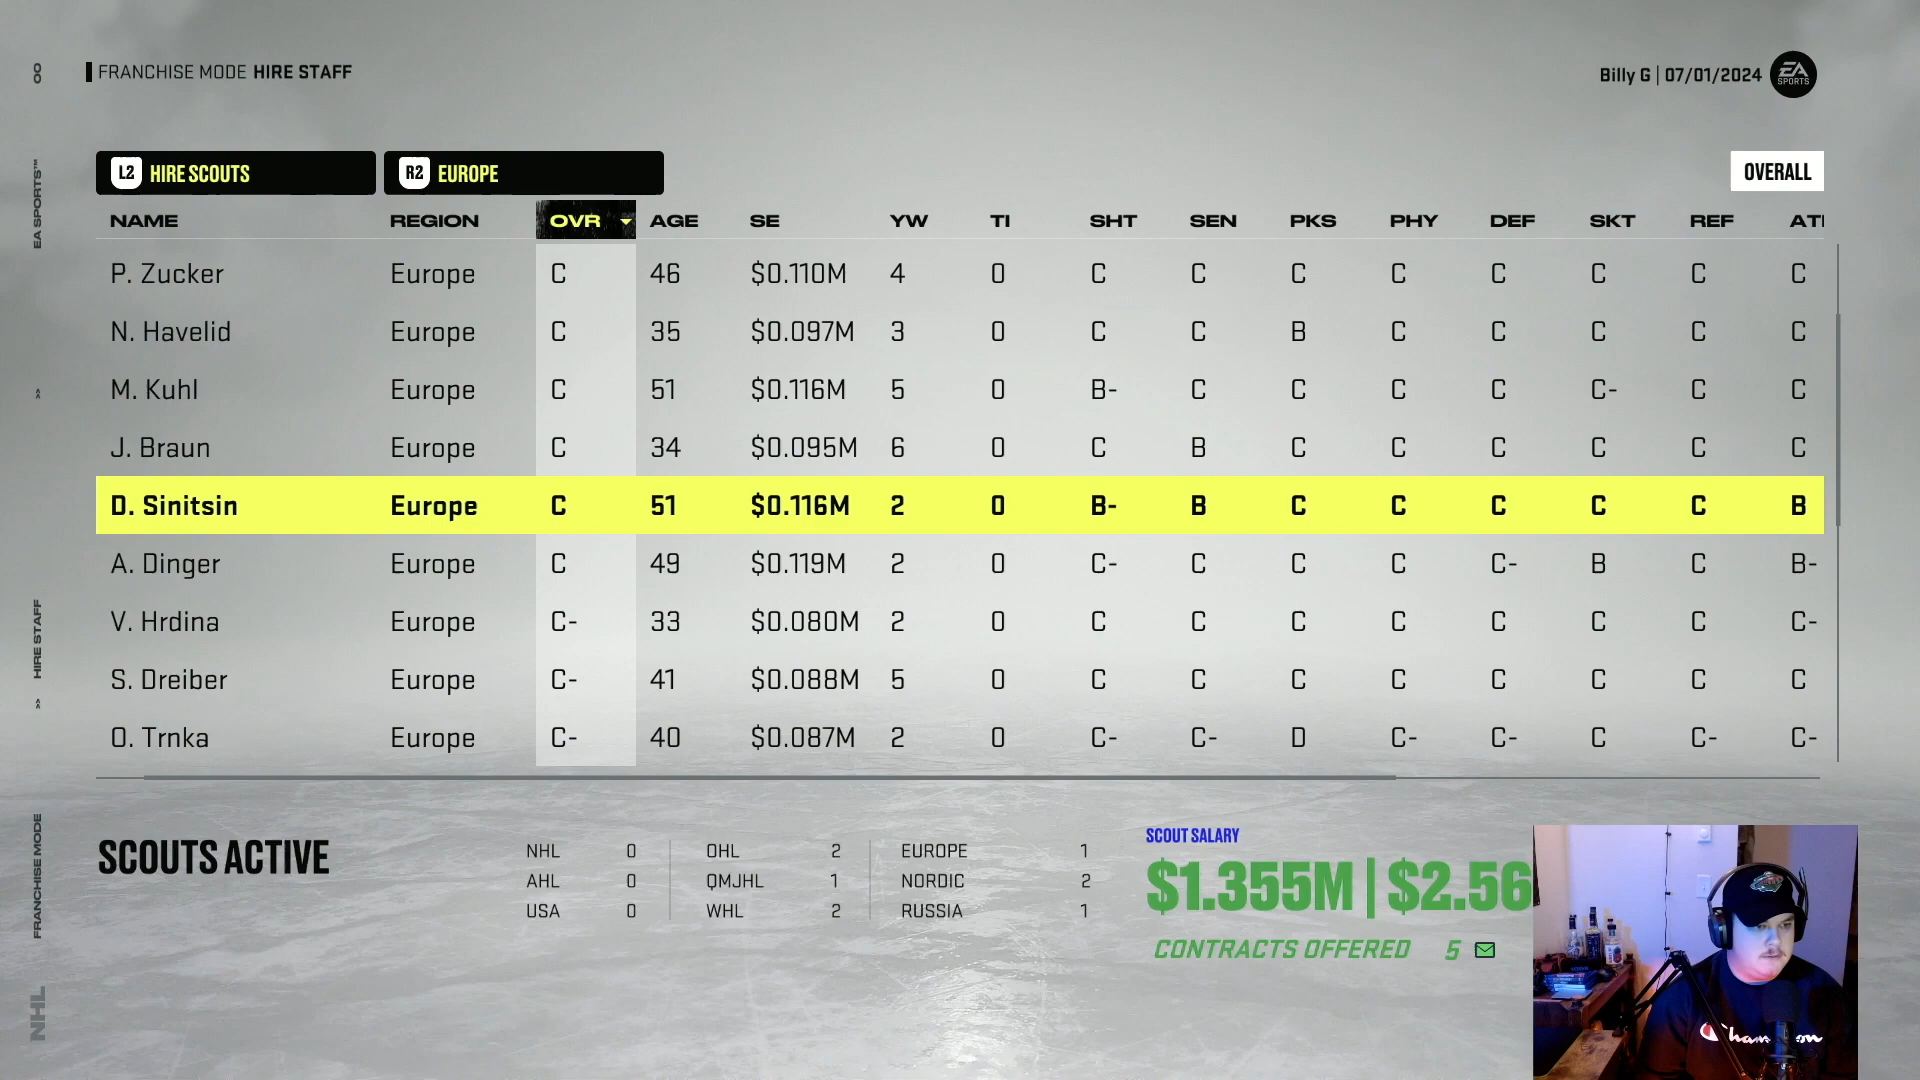 FRANCHISE MODE HIRE STAFF
Billy G | 07/01/2024
EA SPORTS
EA SPORTS™
HIRE STAFF
FRANCHISE MODE
NHL
L2 HIRE SCOUTS
R2 EUROPE
OVERALL
NAME REGION OVR AGE SE YW TI SHT SEN PKS PHY DEF SKT REF
P. Zucker Europe C 46 $0.110M 4 0 C C C C C C C C
N. Havelid Europe C 35 $0.097M 3 0 C C B C C C C C
M. Kuhl Europe C 51 $0.116M 5 0 B- C C C C C- C C
J. Braun Europe C 34 $0.095M 6 0 C B C C C C C C
D. Sinitsin Europe C 51 $0.116M 2 0 B- B C C C C C B
A. Dinger Europe C 49 $0.119M 2 0 C- C C C C- B C B-
V. Hrdina Europe C- 33 $0.080M 2 0 C C C C C C C C-
S. Dreiber Europe C- 41 $0.088M 5 0 C C C C C C C C
O. Trnka Europe C- 40 $0.087M 2 0 C- C- D C- C- C C- C-
SCOUTS ACTIVE
NHL 0 OHL 2 EUROPE 1
AHL 0 QMJHL 1 NORDIC 2
USA 0 WHL 2 RUSSIA 1
SCOUT SALARY
$1.355M | $2.56
CONTRACTS OFFERED 5